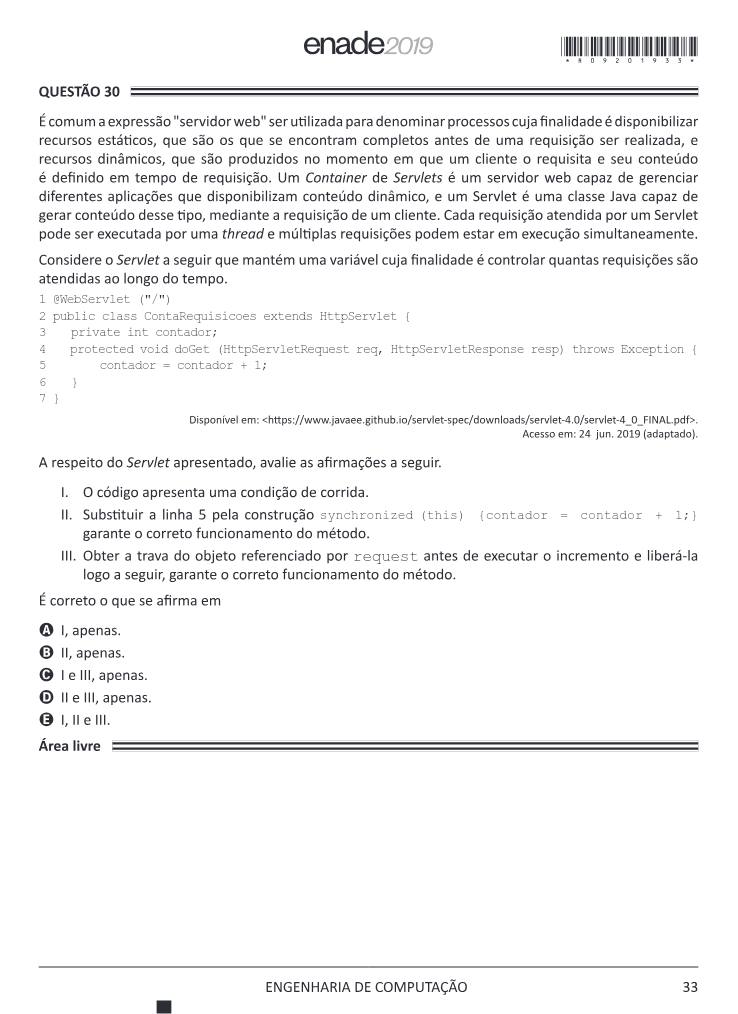 enade2019
*809201933*
QUESTÃO 30
É comum a expressão "servidor web" ser utilizada para denominar processos cuja finalidade é disponibilizar
recursos estáticos, que são os que se encontram completos antes de uma requisição ser realizada, e
recursos dinâmicos, que são produzidos no momento em que um cliente o requisita e seu conteúdo
é definido em tempo de requisição. Um Container de Servlets é um servidor web capaz de gerenciar
diferentes aplicações que disponibilizam conteúdo dinâmico, e um Servlet é uma classe Java capaz de
gerar conteúdo desse tipo, mediante a requisição de um cliente. Cada requisição atendida por um Servlet
pode ser executada por uma thread e múltiplas requisições podem estar em execução simultaneamente.
Considere o Servlet a seguir que mantém uma variável cuja finalidade é controlar quantas requisições são
atendidas ao longo do tempo.
1 @WebServlet ("/")
2 public class ContaRequisicoes extends HttpServlet {
3 private int contador;
4 protected void doGet (HttpServletRequest req, HttpServletResponse resp) throws Exception {
5 contador = contador + 1;
6 }
7 }
Disponível em: <https://www.javaee.github.io/servlet-spec/downloads/servlet-4.0/servlet-4_0_FINAL.pdf>.
Acesso em: 24 jun. 2019 (adaptado).
A respeito do Servlet apresentado, avalie as afirmações a seguir.
I. O código apresenta uma condição de corrida.
II. Substituir a linha 5 pela construção synchronized (this) {contador = contador + 1;}
garante o correto funcionamento do método.
III. Obter a trava do objeto referenciado por request antes de executar o incremento e liberá-la
logo a seguir, garante o correto funcionamento do método.
É correto o que se afirma em
A I, apenas.
B II, apenas.
C I e III, apenas.
D II e III, apenas.
E I, II e III.
Área livre
ENGENHARIA DE COMPUTAÇÃO 33